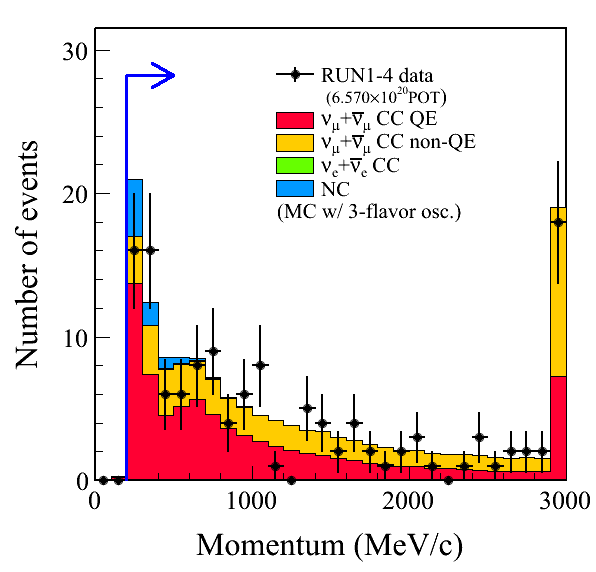 30
20
10
0
Number of events
RUN1-4 data
(6.570×10²⁰POT)
νμ+ν̅μ CC QE
νμ+ν̅μ CC non-QE
νe+ν̅e CC
NC
(MC w/ 3-flavor osc.)
0 1000 2000 3000
Momentum (MeV/c)